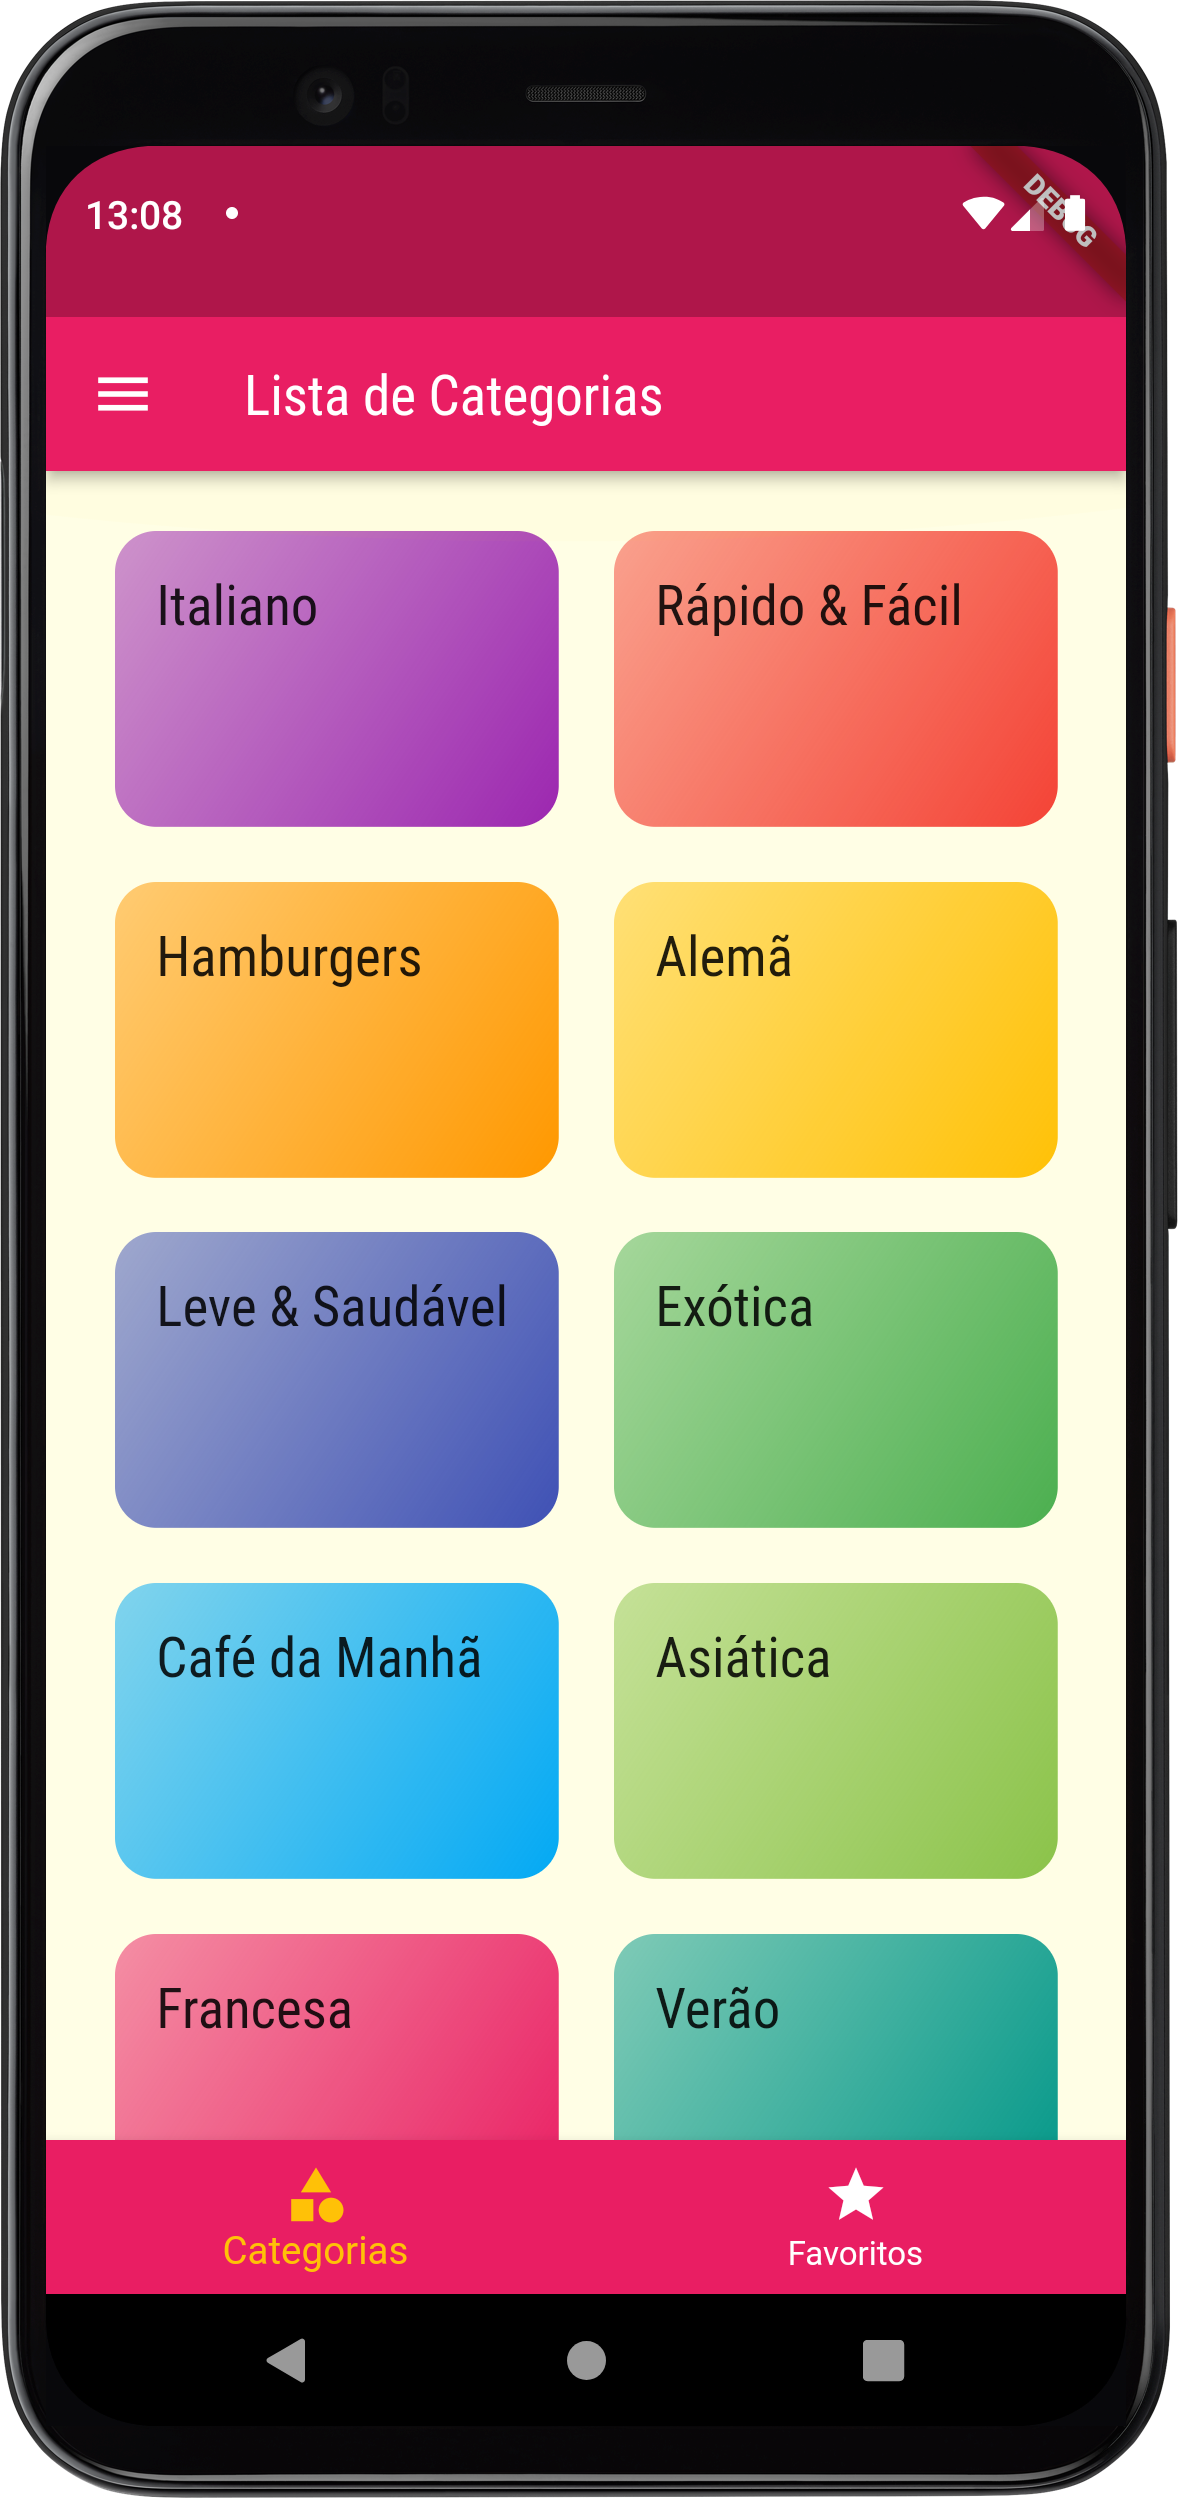 13:08
DEBUG
Lista de Categorias
Italiano
Rápido & Fácil
Hamburgers
Alemã
Leve & Saudável
Exótica
Café da Manhã
Asiática
Francesa
Verão
Categorias
Favoritos